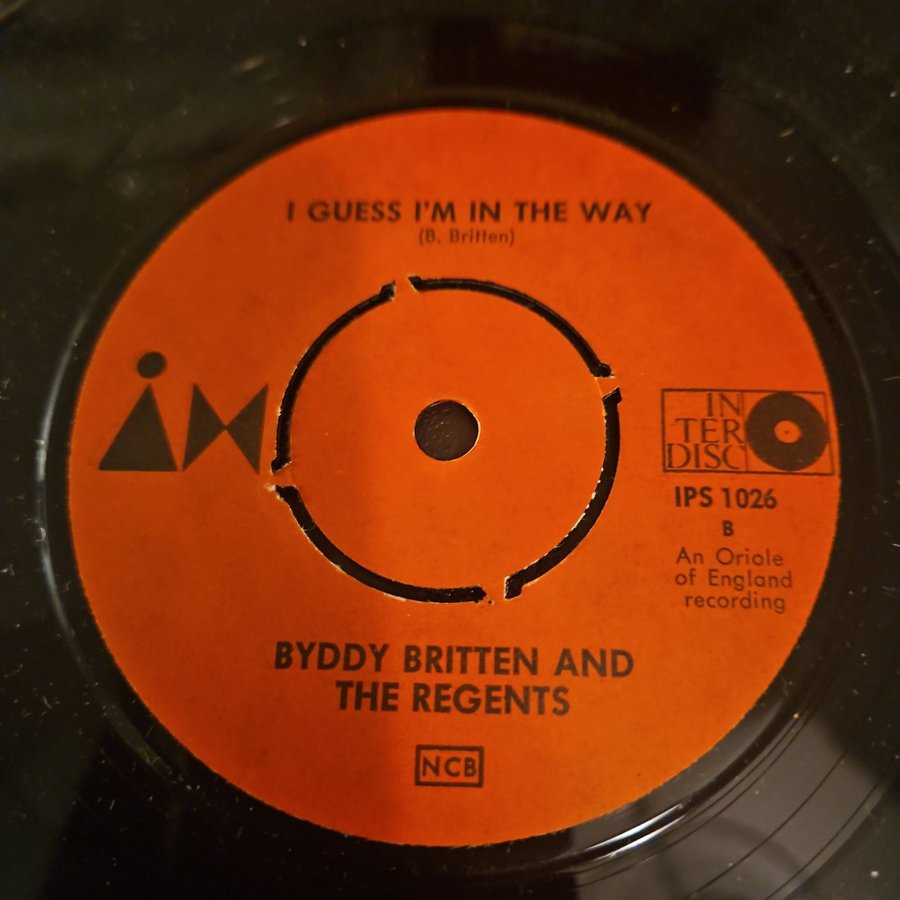 I GUESS I'M IN THE WAY
(B. Britten)
IN
TER
DISC
IPS 1026
B
An Oriole
of England
recording
BYDDY BRITTEN AND
THE REGENTS
NCB